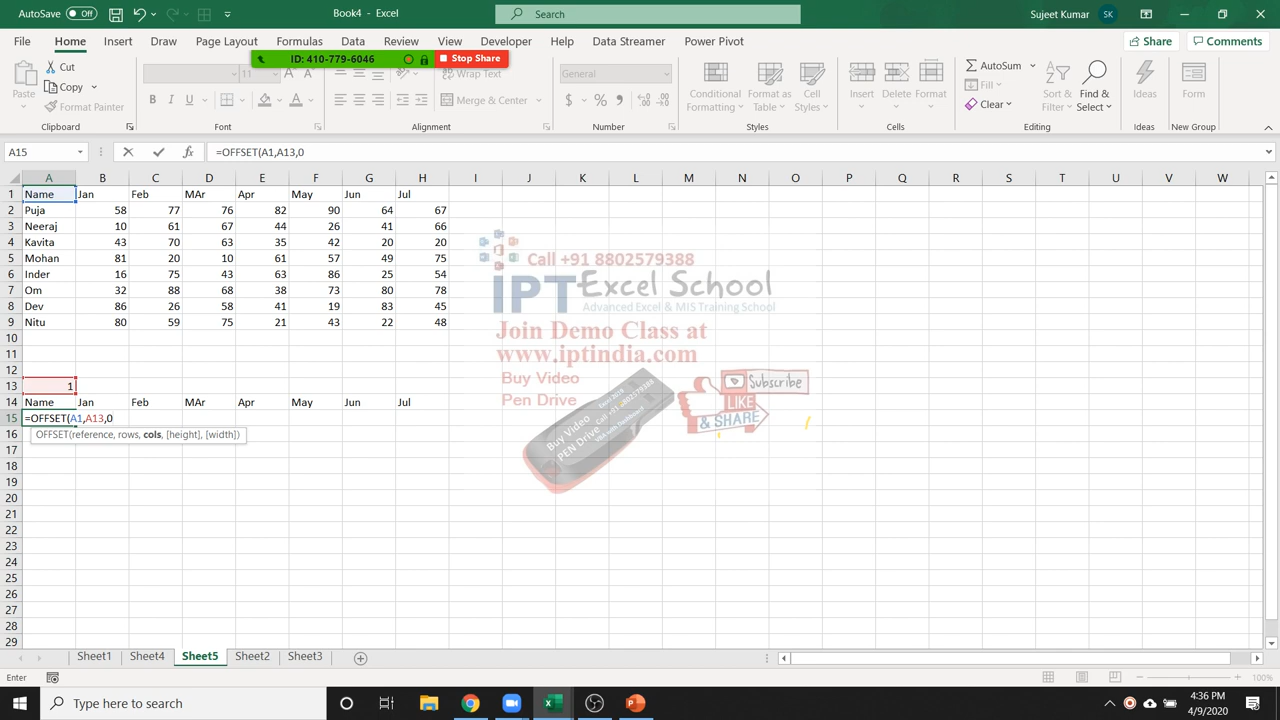 AutoSave Off Book4 - Excel Search Sujeet Kumar SK
File Home Insert Draw Page Layout Formulas Data Review View Developer Help Data Streamer Power Pivot Share Comments
ID: 410-779-6046 Stop Share
Paste Cut Copy Format Painter
Clipboard
11
B I U A
Font
Wrap Text
Merge & Center
Alignment
General
$ %
Number
Conditional Formatting
Format as Table
Cell Styles
Styles
Insert Delete Format
Cells
AutoSum
Fill
Clear
Sort & Filter
Find & Select
Editing
Ideas
Ideas
Form
New Group
A15 fx =OFFSET(A1,A13,0
A B C D E F G H I J K L M N O P Q R S T U V W
1 Name Jan Feb MAr Apr May Jun Jul
2 Puja 58 77 76 82 90 64 67
3 Neeraj 10 61 67 44 26 41 66
4 Kavita 43 70 63 35 42 20 20
5 Mohan 81 20 10 61 57 49 75
6 Inder 16 75 43 63 86 25 54
7 Om 32 88 68 38 73 80 78
8 Dev 86 26 58 41 19 83 45
9 Nitu 80 59 75 21 43 22 48
10
11
12
13 1
14 Name Jan Feb MAr Apr May Jun Jul
15 =OFFSET(A1,A13,0
16 OFFSET(reference, rows, cols, [height], [width])
17
18
19
20
21
22
23
24
25
26
27
28
29
Call +91 8802579388
IPT Excel School
Advanced Excel & MIS Training School
Join Demo Class at
www.iptindia.com
Buy Video
Pen Drive
Buy Video
PEN Drive
Call +91 8802579388
Subscribe
LIKE
& SHARE
Sheet1 Sheet4 Sheet5 Sheet2 Sheet3
Enter 100%
Type here to search
4:36 PM
4/9/2020